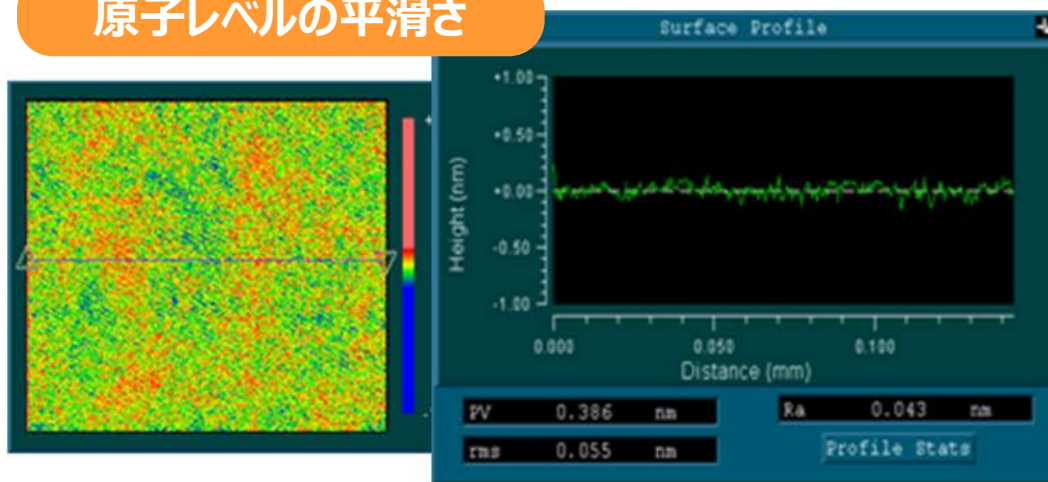 原子レベルの平滑さ
Surface Profile
+1.00
+0.50
+0.00
-0.50
-1.00
Height (nm)
0.000 0.050 0.100
Distance (mm)
PV 0.386 nm
Ra 0.043 nm
rms 0.055 nm
Profile Stats